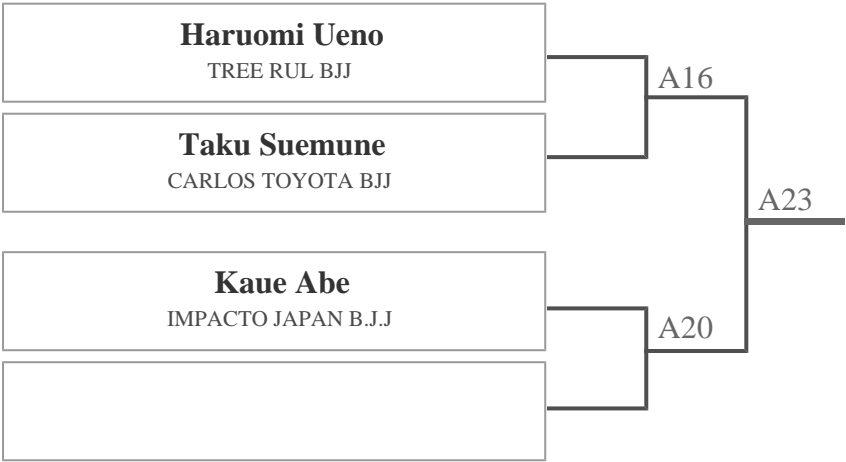 Haruomi Ueno
TREE RUL BJJ
A16
Taku Suemune
CARLOS TOYOTA BJJ
A23
Kaue Abe
IMPACTO JAPAN B.J.J
A20